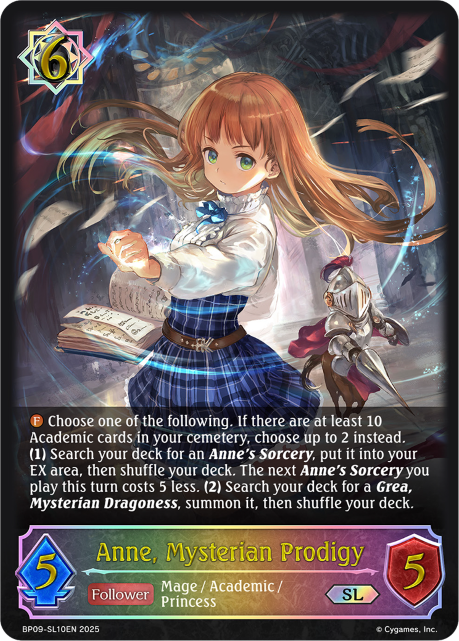 6
F Choose one of the following. If there are at least 10
Academic cards in your cemetery, choose up to 2 instead.
(1) Search your deck for an Anne's Sorcery, put it into your
EX area, then shuffle your deck. The next Anne's Sorcery you
play this turn costs 5 less. (2) Search your deck for a Grea,
Mysterian Dragoness, summon it, then shuffle your deck.
5
Anne, Mysterian Prodigy
5
Follower
Mage / Academic /
Princess
SL
BP09-SL10EN 2025
© Cygames, Inc.